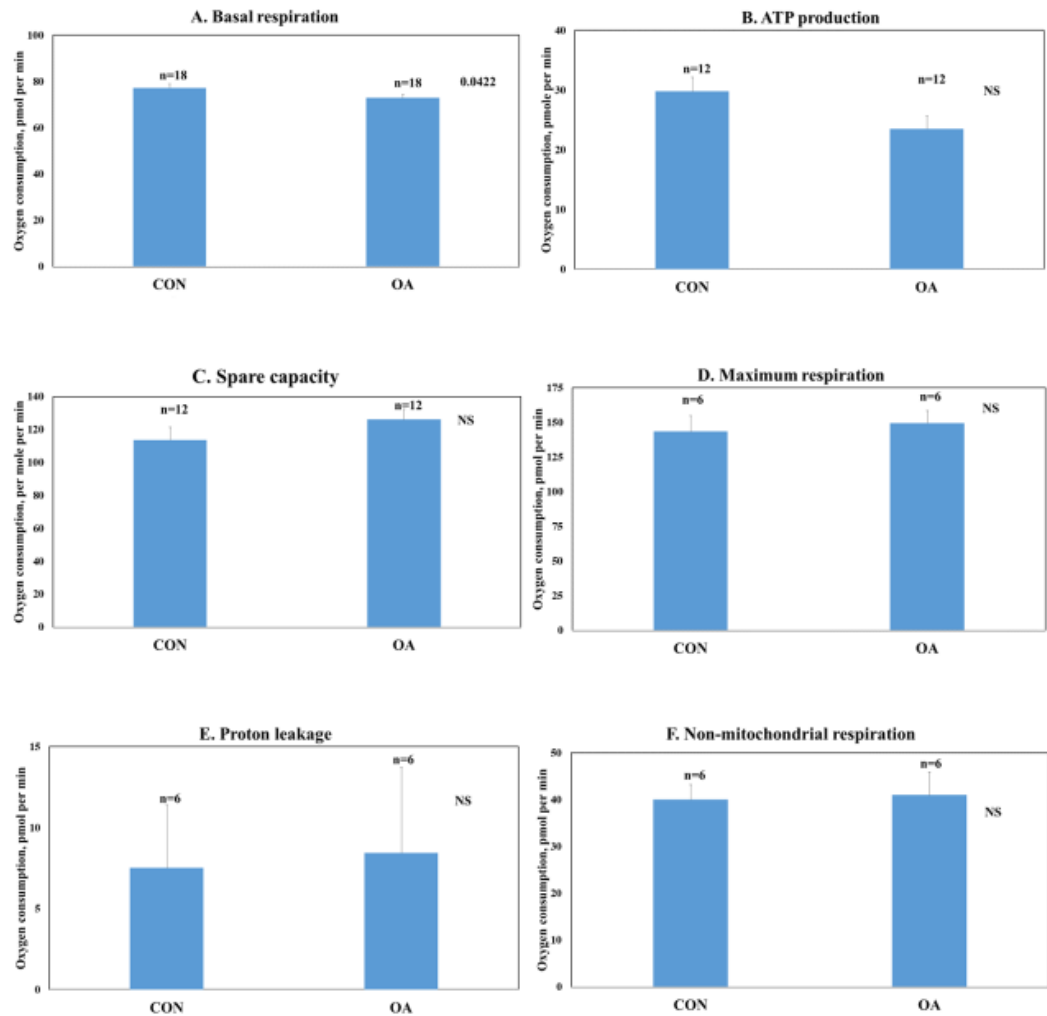 A. Basal respiration
Oxygen consumption, pmol per min
100
80
60
40
20
0
n=18
n=18
0.0422
CON
OA
B. ATP production
Oxygen consumption, pmole per min
40
30
20
10
0
n=12
n=12
NS
CON
OA
C. Spare capacity
Oxygen consumption, per mole per min
140
120
100
80
60
40
20
0
n=12
n=12
NS
CON
OA
D. Maximum respiration
Oxygen consumption, pmol per min
175
150
125
100
75
50
25
0
n=6
n=6
NS
CON
OA
E. Proton leakage
Oxygen consumption, pmol per min
15
10
5
0
n=6
n=6
NS
CON
OA
F. Non-mitochondrial respiration
Oxygen consumption, pmol per min
50
40
30
20
10
0
n=6
n=6
NS
CON
OA